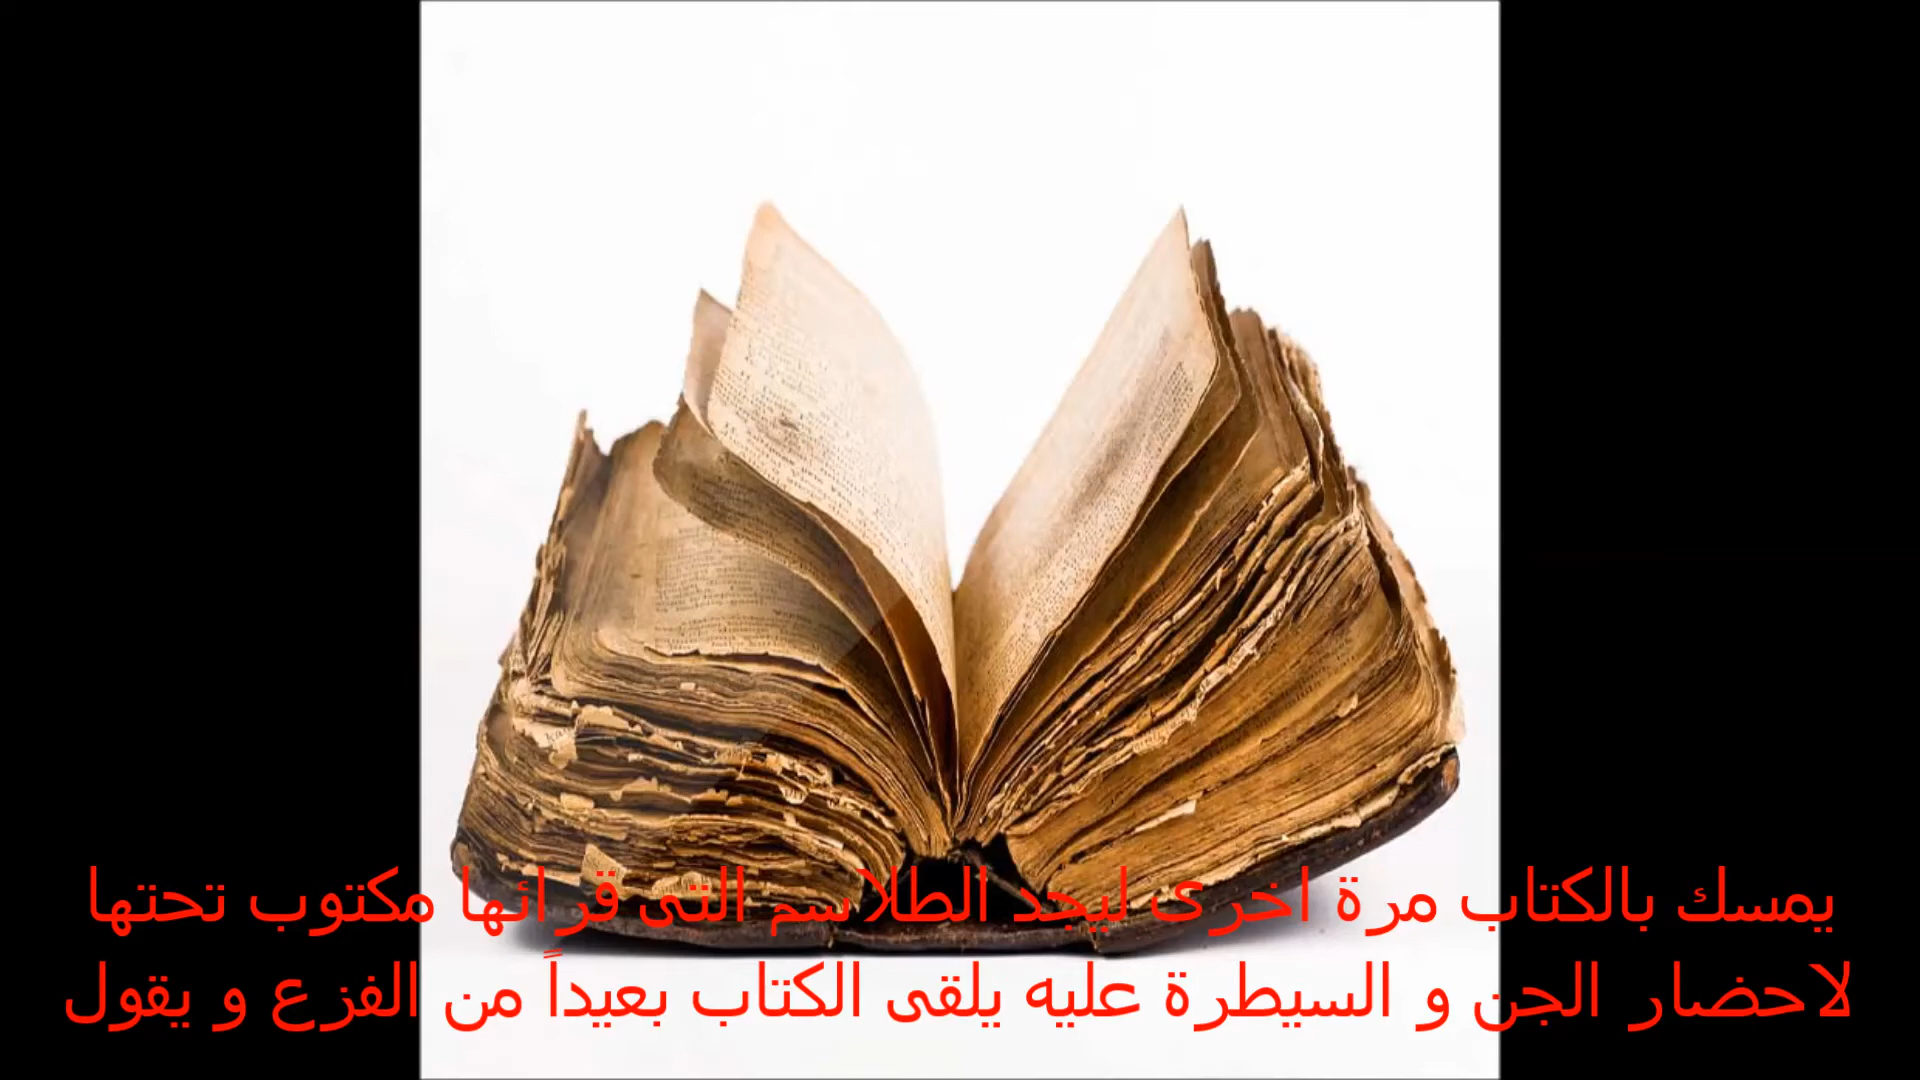 يمسك بالكتاب مرة اخرى ليجد الطلاسم التى قرائها مكتوب تحتها
لاحضار الجن و السيطرة عليه يلقى الكتاب بعيداً من الفزع و يقول